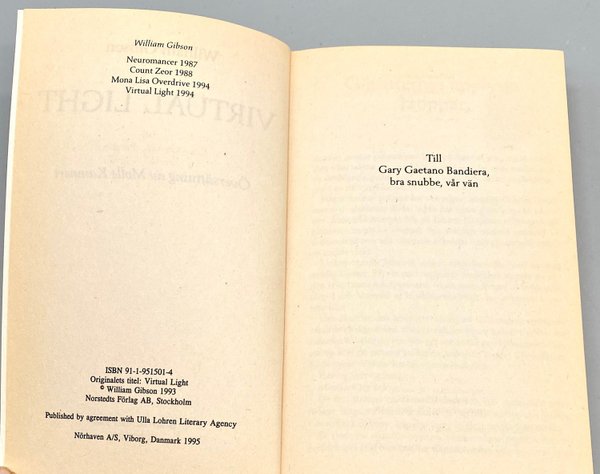 William Gibson
Neuromancer 1987
Count Zeor 1988
Mona Lisa Overdrive 1994
Virtual Light 1994
ISBN 91-1-951501-4
Originalets titel: Virtual Light
© William Gibson 1993
Norstedts Förlag AB, Stockholm
Published by agreement with Ulla Lohren Literary Agency
Nörhaven A/S, Viborg, Danmark 1995
Till
Gary Gaetano Bandiera,
bra snubbe, vår vän